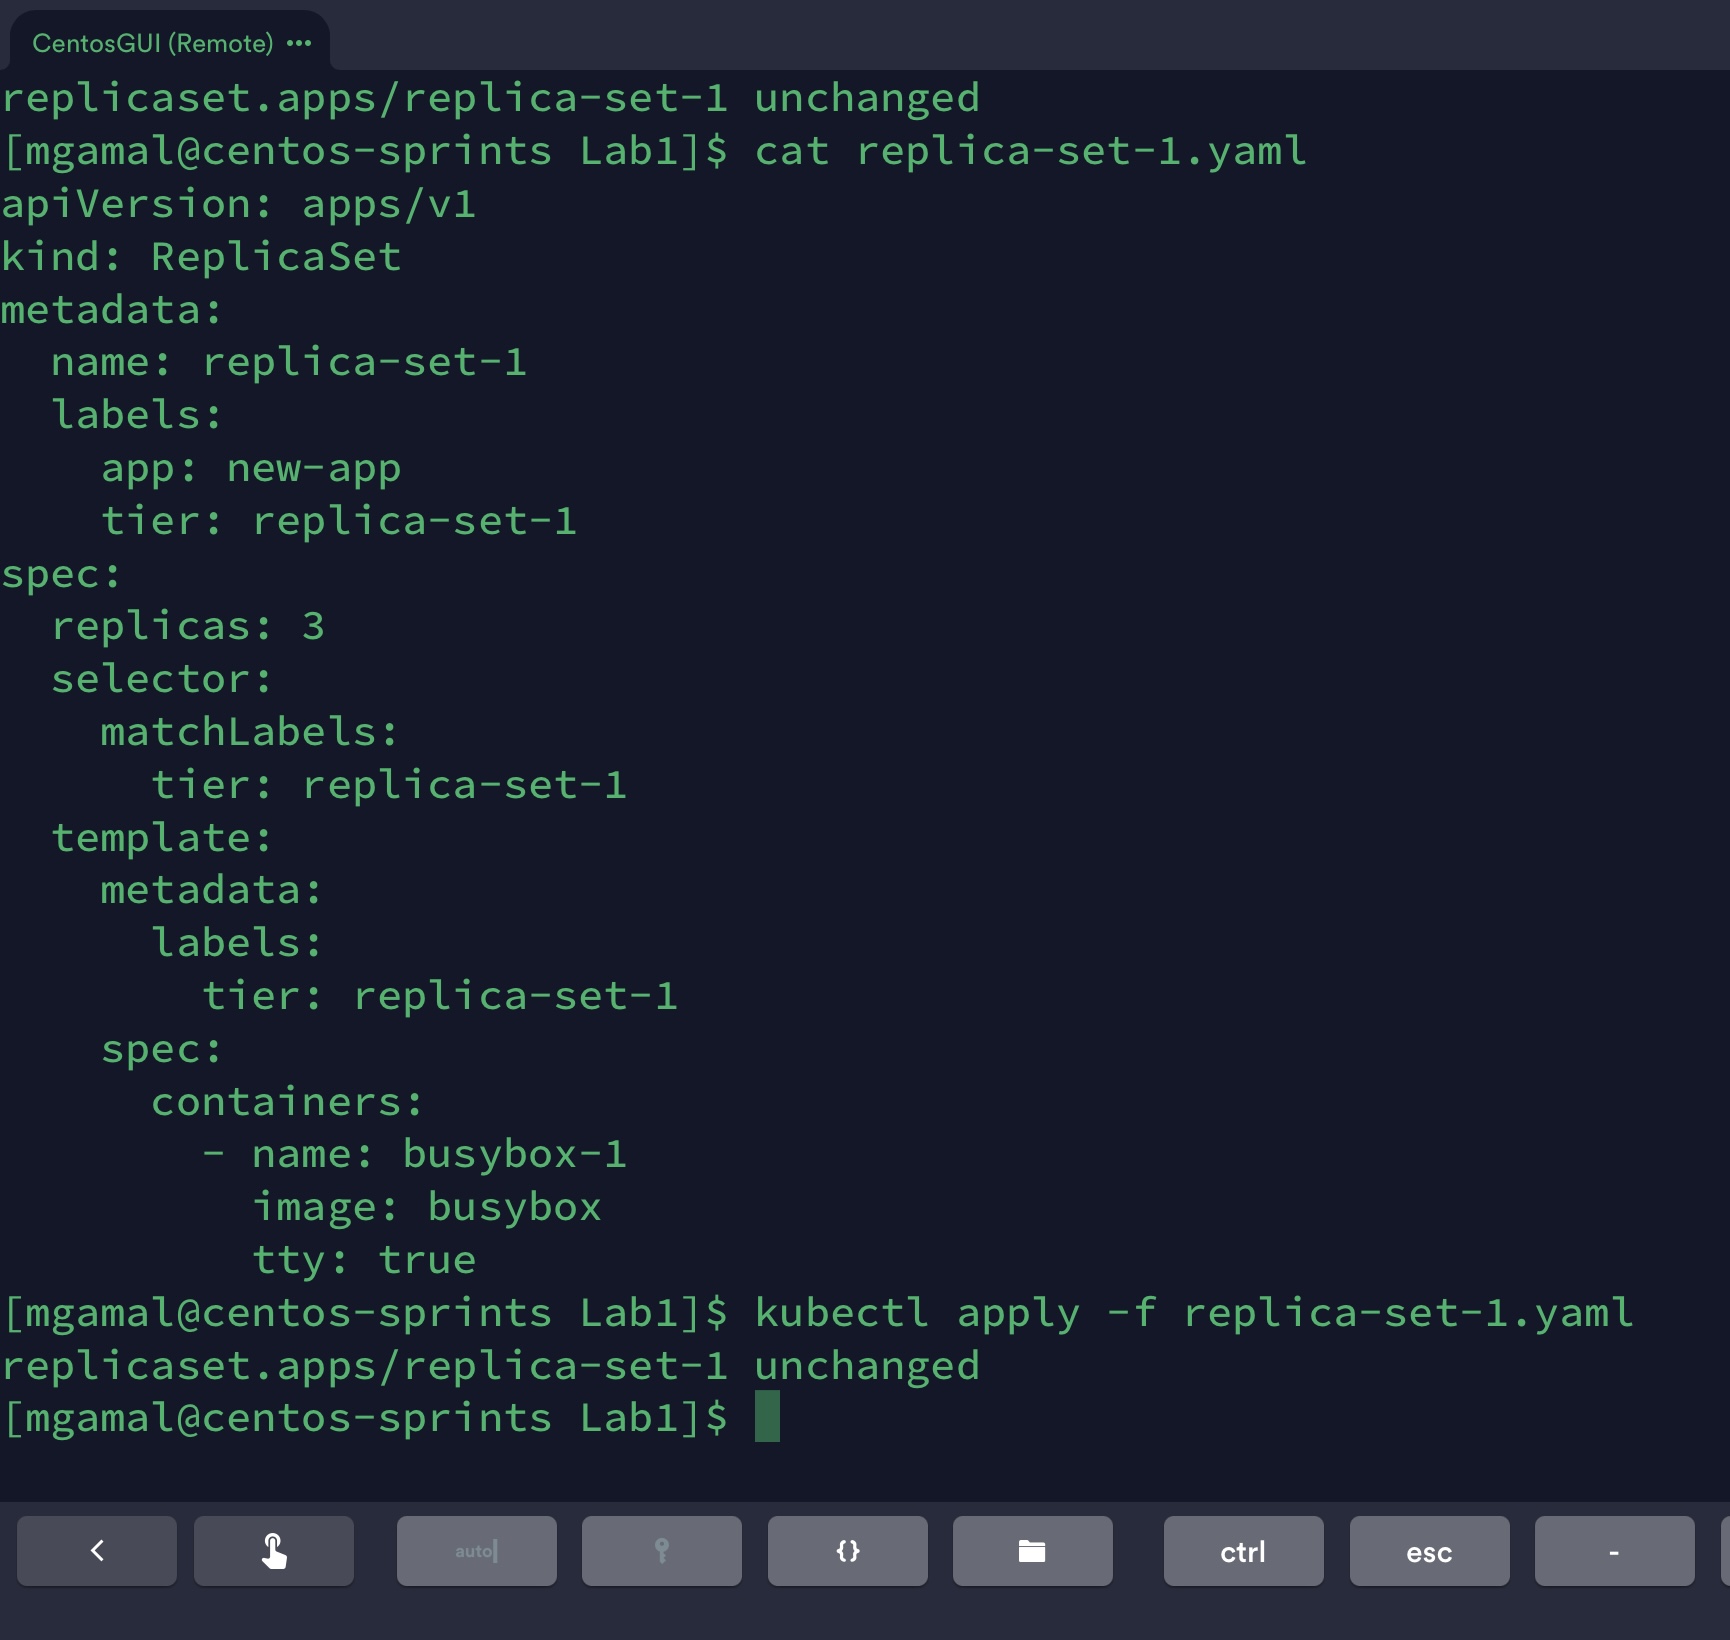 CentosGUI (Remote) •••
replicaset.apps/replica-set-1 unchanged
[mgamal@centos-sprints Lab1]$ cat replica-set-1.yaml
apiVersion: apps/v1
kind: ReplicaSet
metadata:
  name: replica-set-1
  labels:
    app: new-app
    tier: replica-set-1
spec:
  replicas: 3
  selector:
    matchLabels:
      tier: replica-set-1
  template:
    metadata:
      labels:
        tier: replica-set-1
    spec:
      containers:
        - name: busybox-1
          image: busybox
          tty: true
[mgamal@centos-sprints Lab1]$ kubectl apply -f replica-set-1.yaml
replicaset.apps/replica-set-1 unchanged
[mgamal@centos-sprints Lab1]$
auto {} ctrl esc -